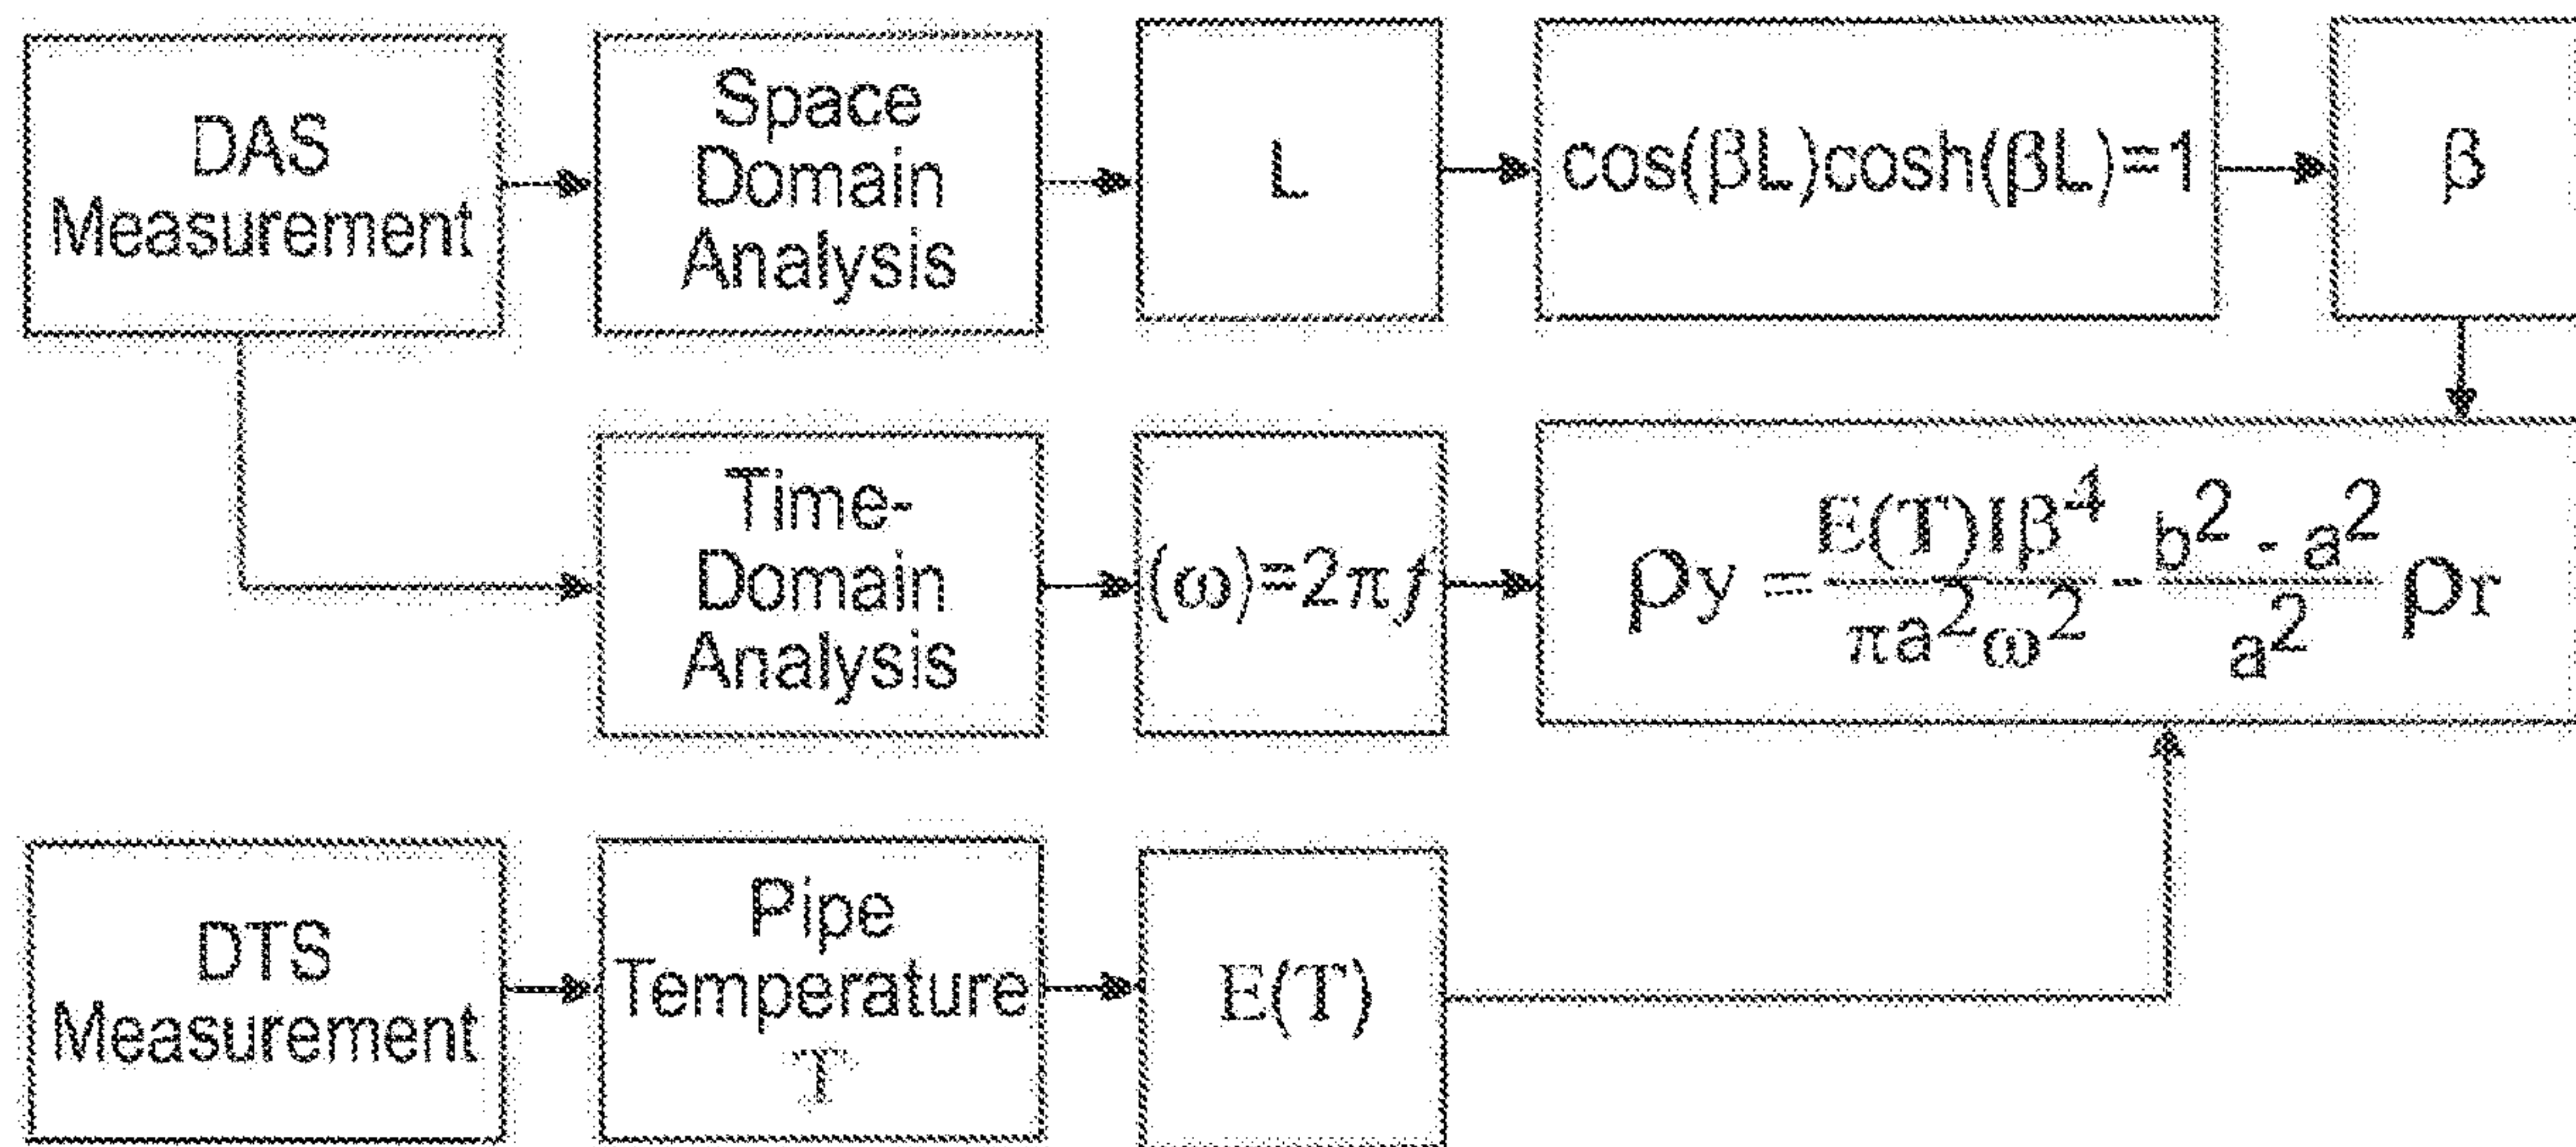 DAS
Measurement
Space
Domain
Analysis
L
cos(βL)cosh(βL)=1
β
Time-
Domain
Analysis
(ω)=2πf
ρy = E(T)Iβ⁴ / πa²ω² - b² - a² / a² ρr
DTS
Measurement
Pipe
Temperature
T
E(T)